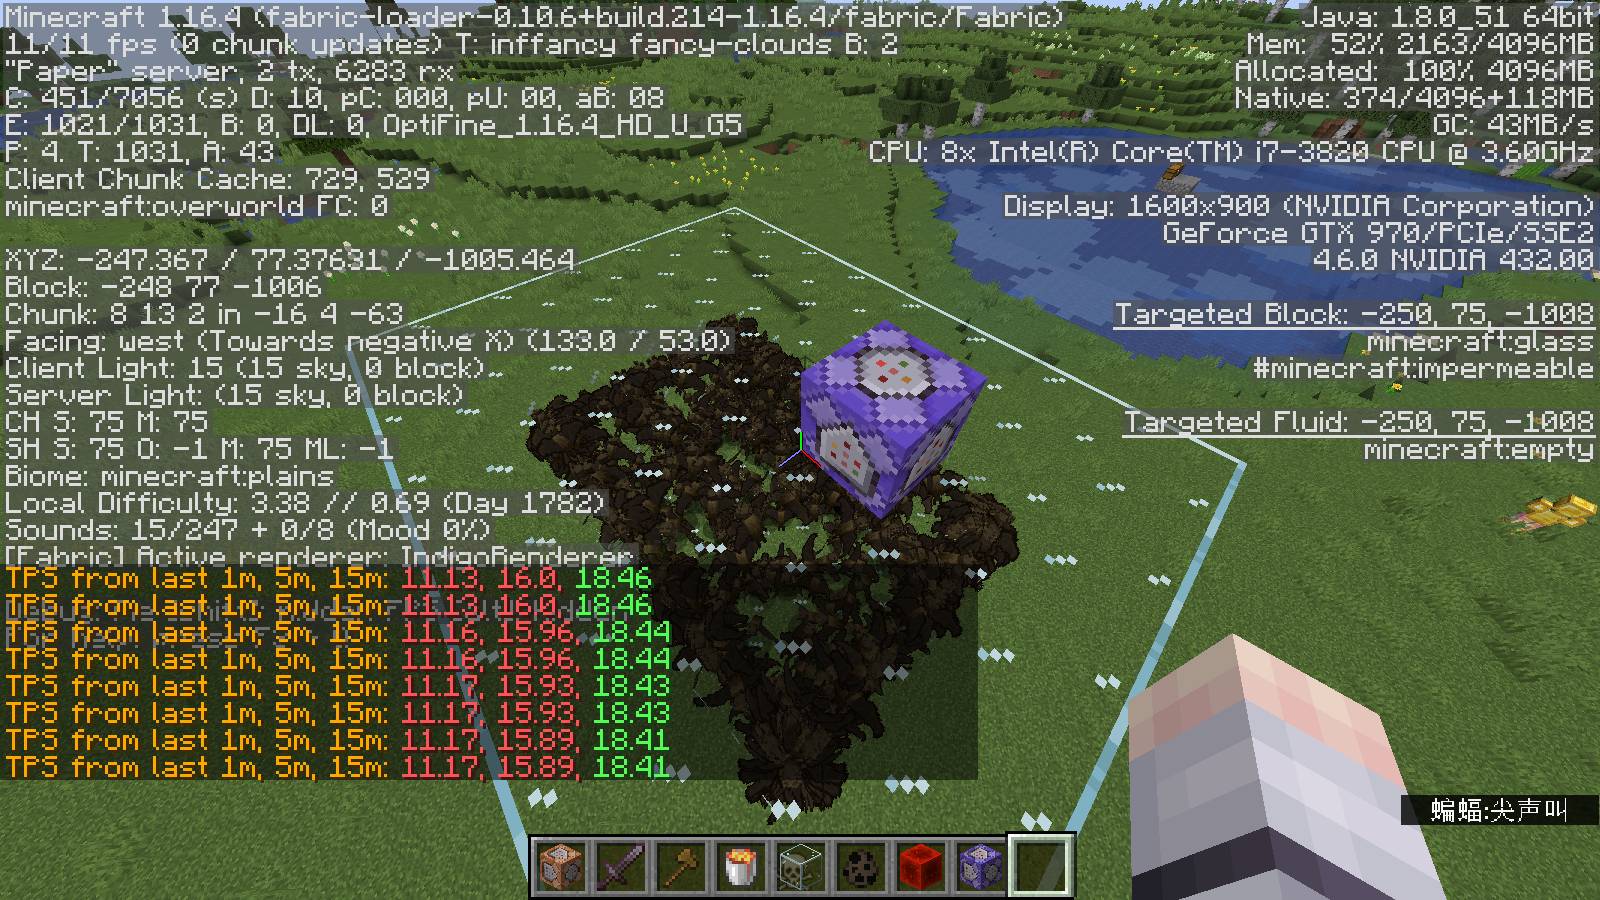 Minecraft 1.16.4 (fabric-loader-0.10.6+build.214-1.16.4/fabric/Fabric)
11/11 fps (0 chunk updates) T: inffancy fancy-clouds B: 2
"Paper" server, 2 tx, 6283 rx
C: 451/7056 (s) D: 10, pC: 000, pU: 00, aB: 08
E: 1021/1031, B: 0, DL: 0, OptiFine_1.16.4_HD_U_G5
P: 4. T: 1031, A: 43
Client Chunk Cache: 729, 529
minecraft:overworld FC: 0
XYZ: -247.367 / 77.37631 / -1005.464
Block: -248 77 -1006
Chunk: 8 13 2 in -16 4 -63
Facing: west (Towards negative X) (133.0 / 53.0)
Client Light: 15 (15 sky, 0 block)
Server Light: (15 sky, 0 block)
CH S: 75 M: 75
SH S: 75 O: -1 M: 75 ML: -1
Biome: minecraft:plains
Local Difficulty: 3.38 // 0.69 (Day 1782)
Sounds: 15/247 + 0/8 (Mood 0%)
[Fabric] Active renderer: IndigoRenderer
TPS from last 1m, 5m, 15m: 11.13, 16.0, 18.46
TPS from last 1m, 5m, 15m: 11.13, 16.0, 18.46
TPS from last 1m, 5m, 15m: 11.16, 15.96, 18.44
TPS from last 1m, 5m, 15m: 11.16, 15.96, 18.44
TPS from last 1m, 5m, 15m: 11.17, 15.93, 18.43
TPS from last 1m, 5m, 15m: 11.17, 15.93, 18.43
TPS from last 1m, 5m, 15m: 11.17, 15.89, 18.41
TPS from last 1m, 5m, 15m: 11.17, 15.89, 18.41
Java: 1.8.0_51 64bit
Mem: 52% 2163/4096MB
Allocated: 100% 4096MB
Native: 374/4096+118MB
GC: 43MB/s
CPU: 8x Intel(R) Core(TM) i7-3820 CPU @ 3.60GHz
Display: 1600x900 (NVIDIA Corporation)
GeForce GTX 970/PCIe/SSE2
4.6.0 NVIDIA 432.00
Targeted Block: -250, 75, -1008
minecraft:glass
#minecraft:impermeable
Targeted Fluid: -250, 75, -1008
minecraft:empty
蝙蝠:尖声叫